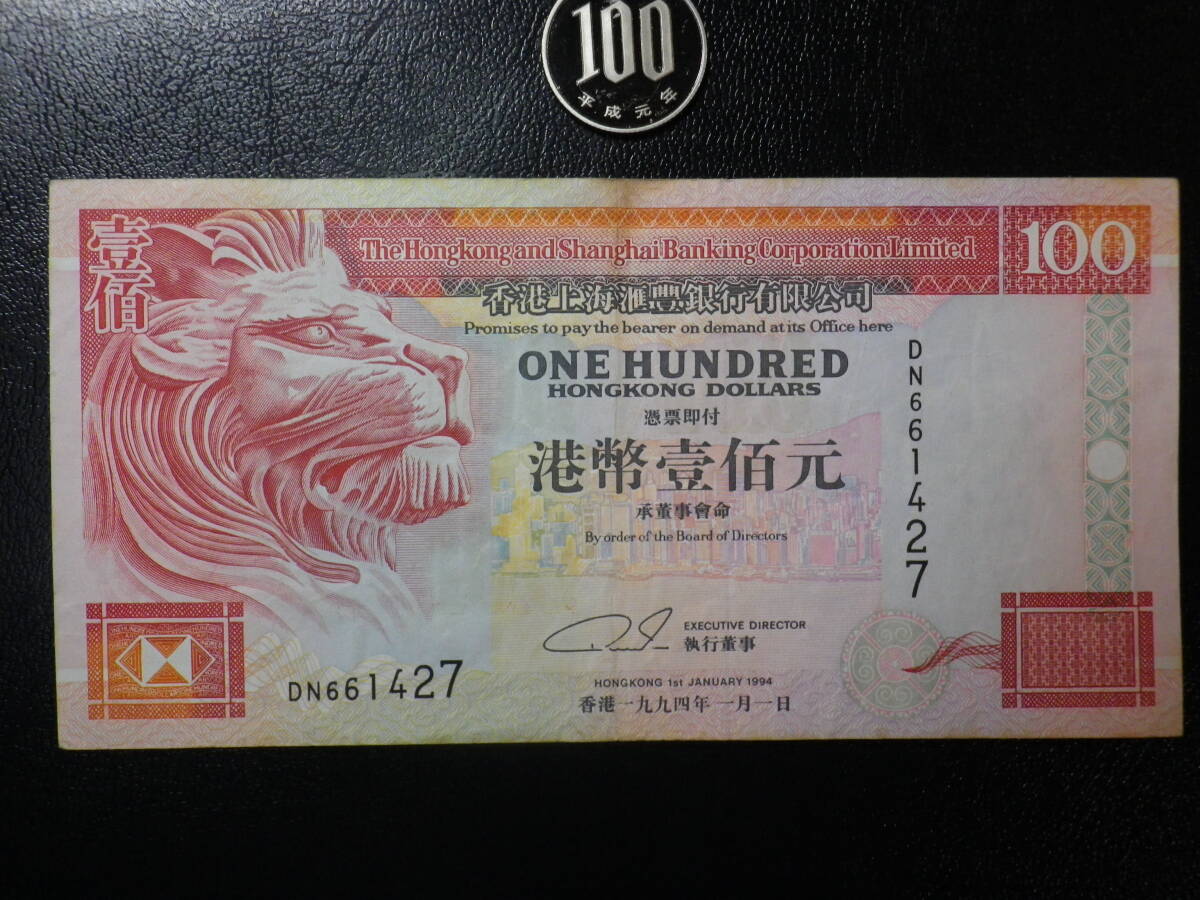 100
平成元年
壹佰
The Hongkong and Shanghai Banking Corporation Limited
100
香港上海滙豐銀行有限公司
Promises to pay the bearer on demand at its Office here
ONE HUNDRED
HONGKONG DOLLARS
憑票即付
港幣壹佰元
承董事會命
By order of the Board of Directors
DN661427
EXECUTIVE DIRECTOR
執行董事
DN661427
HONGKONG 1st JANUARY 1994
香港一九九四年一月一日